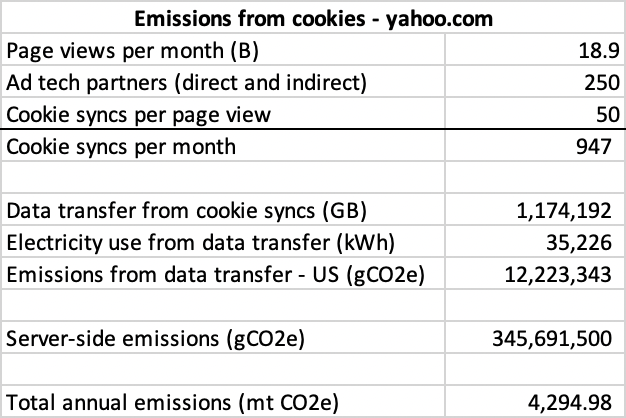 Emissions from cookies - yahoo.com
Page views per month (B) 18.9
Ad tech partners (direct and indirect) 250
Cookie syncs per page view 50
Cookie syncs per month 947
Data transfer from cookie syncs (GB) 1,174,192
Electricity use from data transfer (kWh) 35,226
Emissions from data transfer - US (gCO2e) 12,223,343
Server-side emissions (gCO2e) 345,691,500
Total annual emissions (mt CO2e) 4,294.98